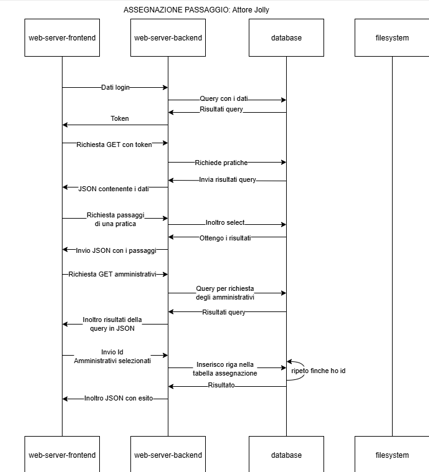 ASSEGNAZIONE PASSAGGIO: Attore Jolly
web-server-frontend
web-server-backend
database
filesystem
Dati login
Query con i dati
Risultati query
Token
Richiesta GET con token
Richiede pratiche
Invia risultati query
JSON contenente i dati
Richiesta passaggi
di una pratica
Inoltro select
Ottengo i risultati
Invio JSON con i passaggi
Richiesta GET amministrativi
Query per richiesta
degli amministrativi
Risultati query
Inoltro risultati della
query in JSON
Invio Id
Amministrativi selezionati
Inserisco riga nella
tabella assegnazione
ripeto finche ho id
Risultato
Inoltro JSON con esito
web-server-frontend
web-server-backend
database
filesystem